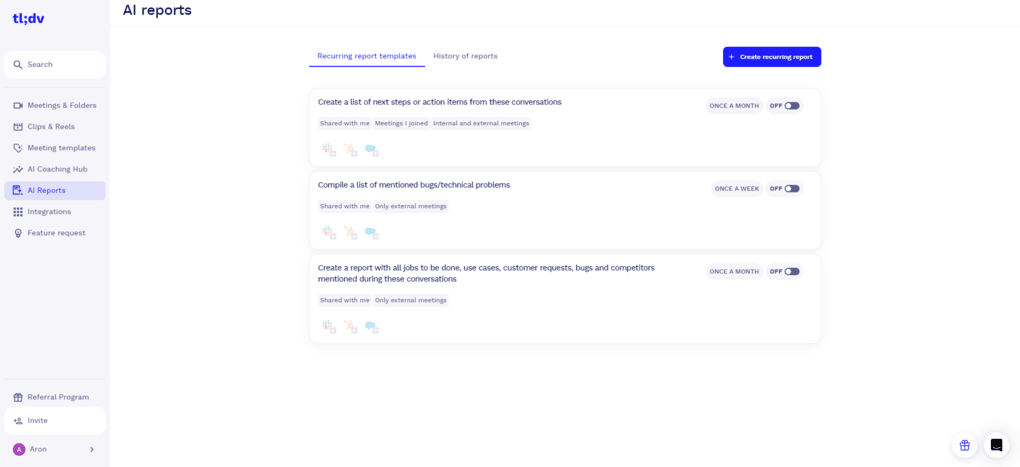 AI reports
tl;dv
Search
Meetings & Folders
Clips & Reels
Meeting templates
AI Coaching Hub
AI Reports
Integrations
Feature request
Referral Program
Invite
A Aron
Recurring report templates History of reports
+ Create recurring report
Create a list of next steps or action items from these conversations
ONCE A MONTH OFF
Shared with me Meetings I joined Internal and external meetings
Compile a list of mentioned bugs/technical problems
ONCE A WEEK OFF
Shared with me Only external meetings
Create a report with all jobs to be done, use cases, customer requests, bugs and competitors
mentioned during these conversations
ONCE A MONTH OFF
Shared with me Only external meetings